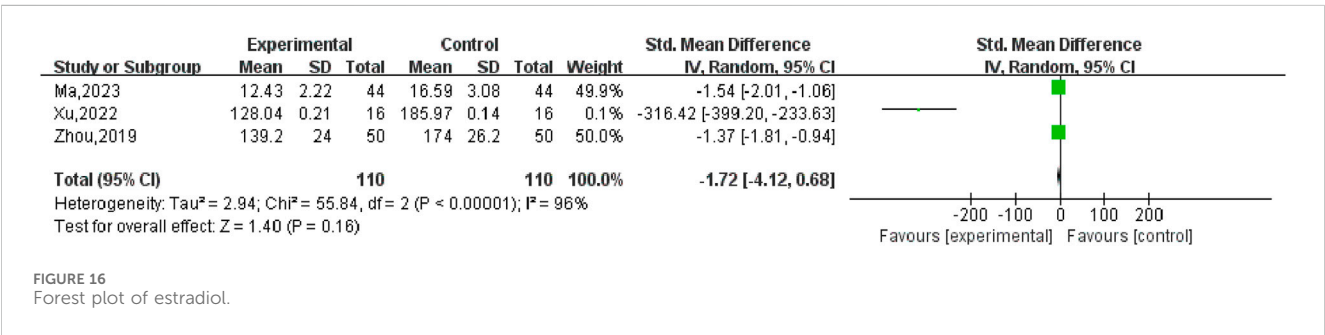 Experimental Control Std. Mean Difference Std. Mean Difference
Study or Subgroup Mean SD Total Mean SD Total Weight IV, Random, 95% CI IV, Random, 95% CI
Ma,2023 12.43 2.22 44 16.59 3.08 44 49.9% -1.54 [-2.01, -1.06]
Xu,2022 128.04 0.21 16 185.97 0.14 16 0.1% -316.42 [-399.20, -233.63]
Zhou,2019 139.2 24 50 174 26.2 50 50.0% -1.37 [-1.81, -0.94]
Total (95% CI) 110 110 100.0% -1.72 [-4.12, 0.68]
Heterogeneity: Tau² = 2.94; Chi² = 55.84, df = 2 (P < 0.00001); I² = 96%
Test for overall effect: Z = 1.40 (P = 0.16)
-200 -100 0 100 200
Favours [experimental] Favours [control]
FIGURE 16
Forest plot of estradiol.